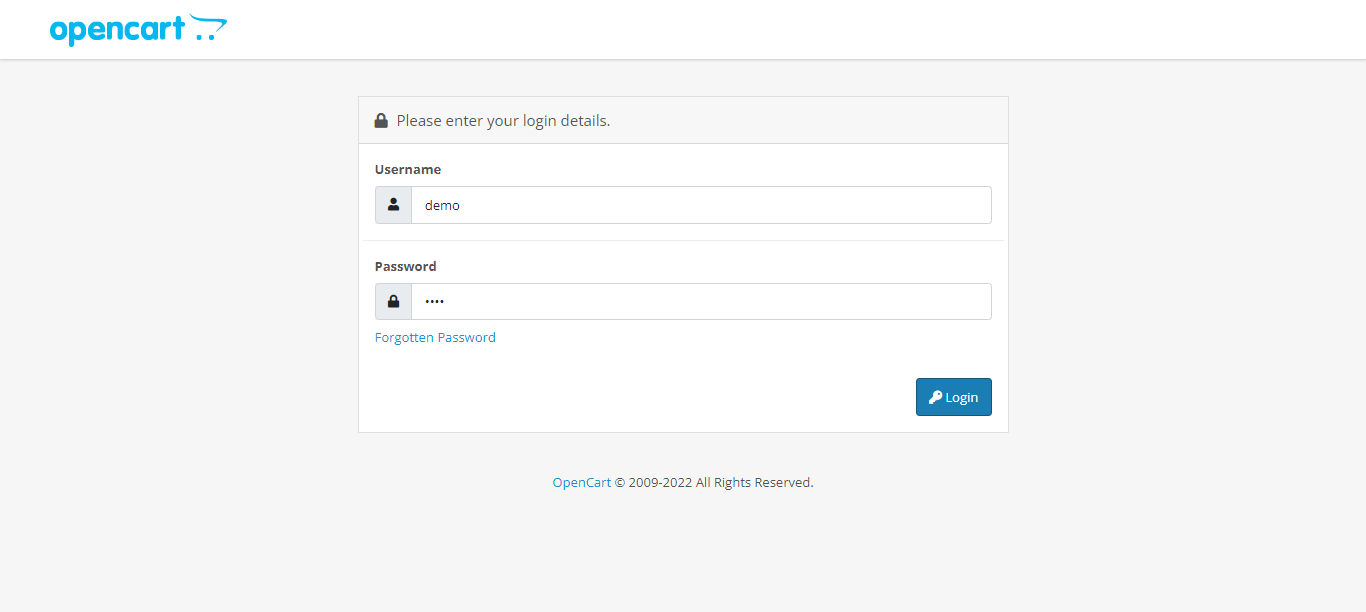 opencart
Please enter your login details.
Username
demo
Password
••••
Forgotten Password
Login
OpenCart © 2009-2022 All Rights Reserved.